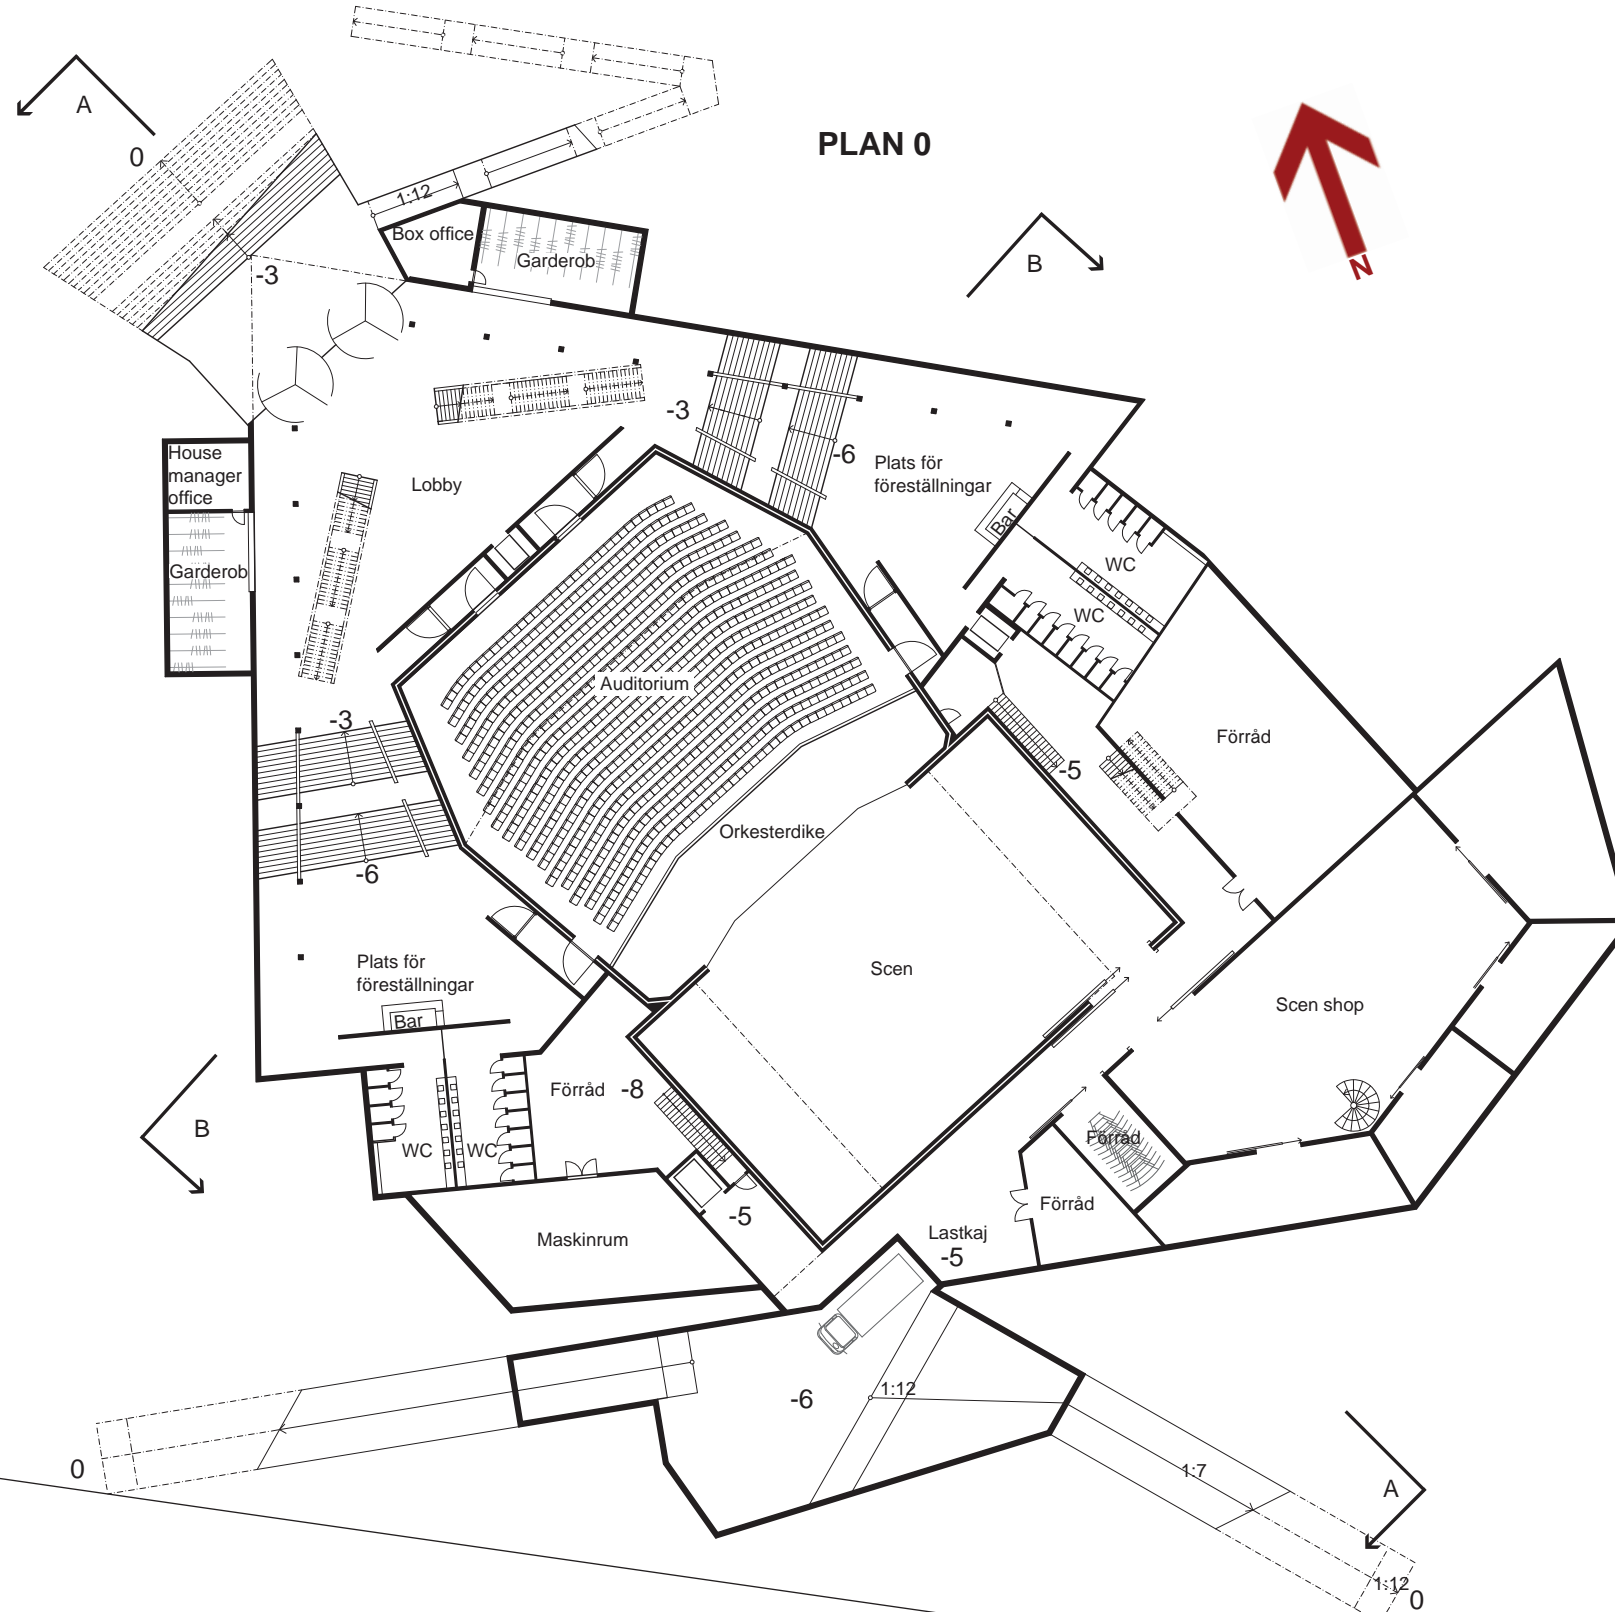 PLAN 0
A
0
1:12
Box office
Garderob
B
-3
N
-3
-6
House
manager
office
Lobby
Plats för
föreställningar
Bar
WC
WC
Garderob
Auditorium
-3
Förråd
-5
Orkesterdike
-6
Plats för
föreställningar
Bar
Scen
Scen shop
Förråd
-8
B
WC
WC
Förråd
Förråd
-5
Maskinrum
Lastkaj
-5
-6
1:12
0
1:7
A
1:12
0